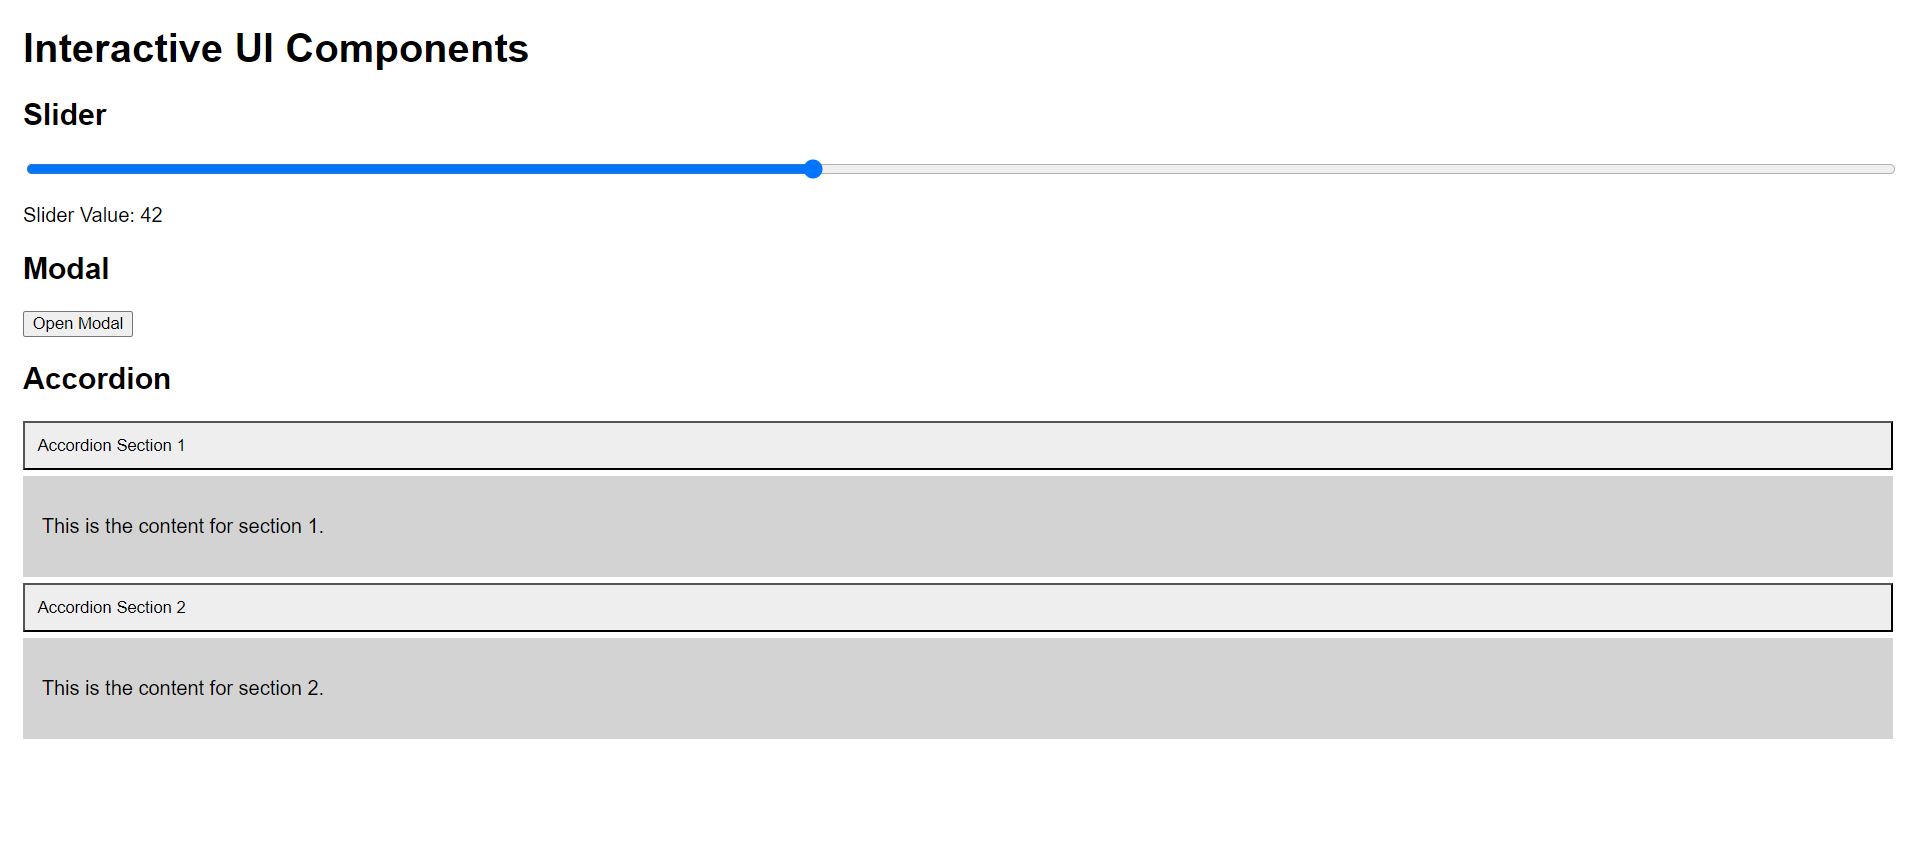 Interactive UI Components
Slider
Slider Value: 42
Modal
Open Modal
Accordion
Accordion Section 1
This is the content for section 1.
Accordion Section 2
This is the content for section 2.